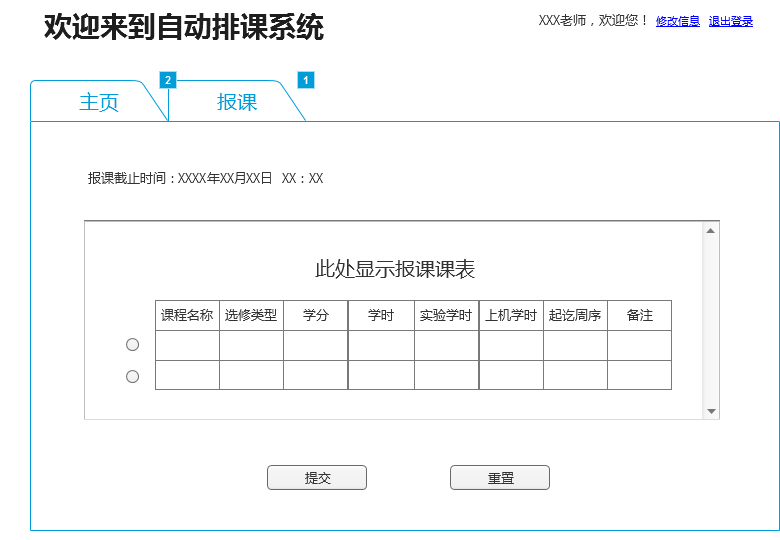 欢迎来到自动排课系统
XXX老师，欢迎您！ 修改信息 退出登录
2 1
主页 报课
报课截止时间：XXXX年XX月XX日 XX：XX
此处显示报课课表
课程名称 选修类型 学分 学时 实验学时 上机学时 起讫周序 备注
提交 重置